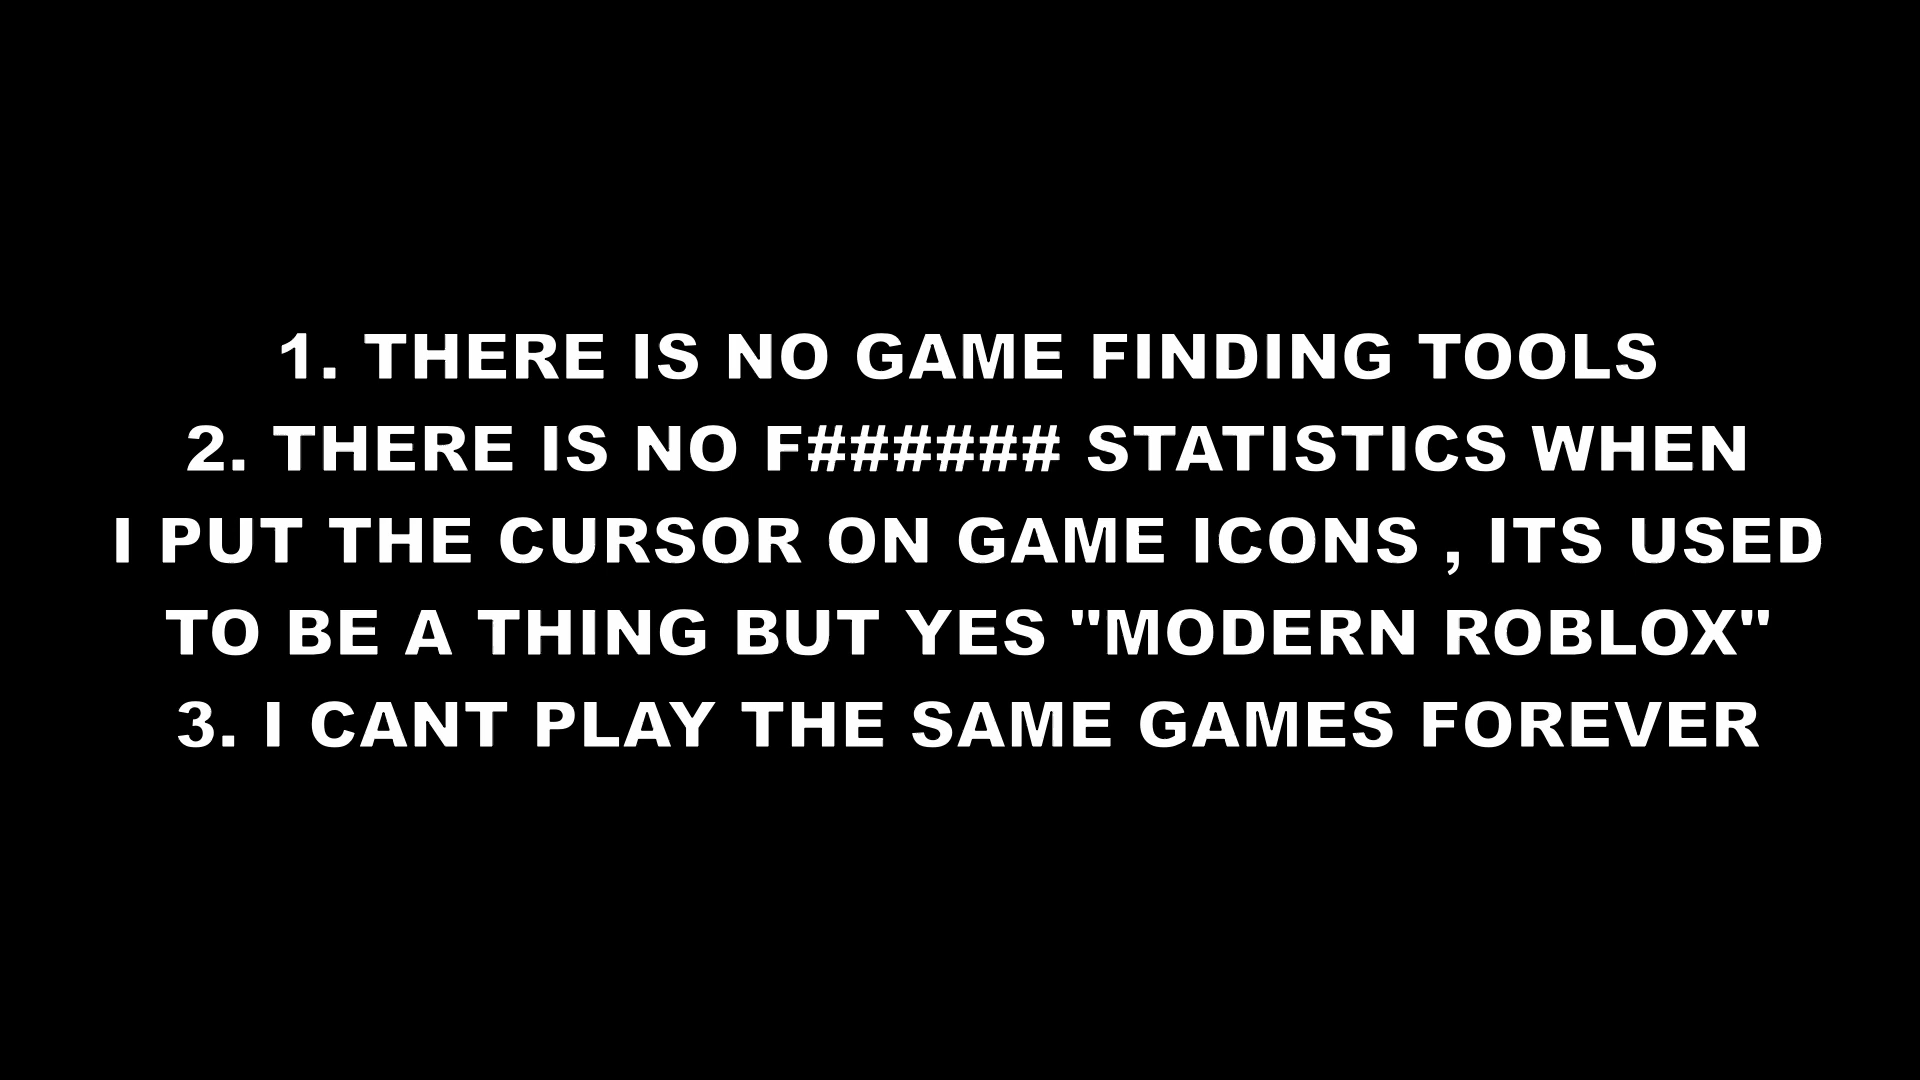 1. THERE IS NO GAME FINDING TOOLS
2. THERE IS NO F###### STATISTICS WHEN
I PUT THE CURSOR ON GAME ICONS , ITS USED
TO BE A THING BUT YES "MODERN ROBLOX"
3. I CANT PLAY THE SAME GAMES FOREVER